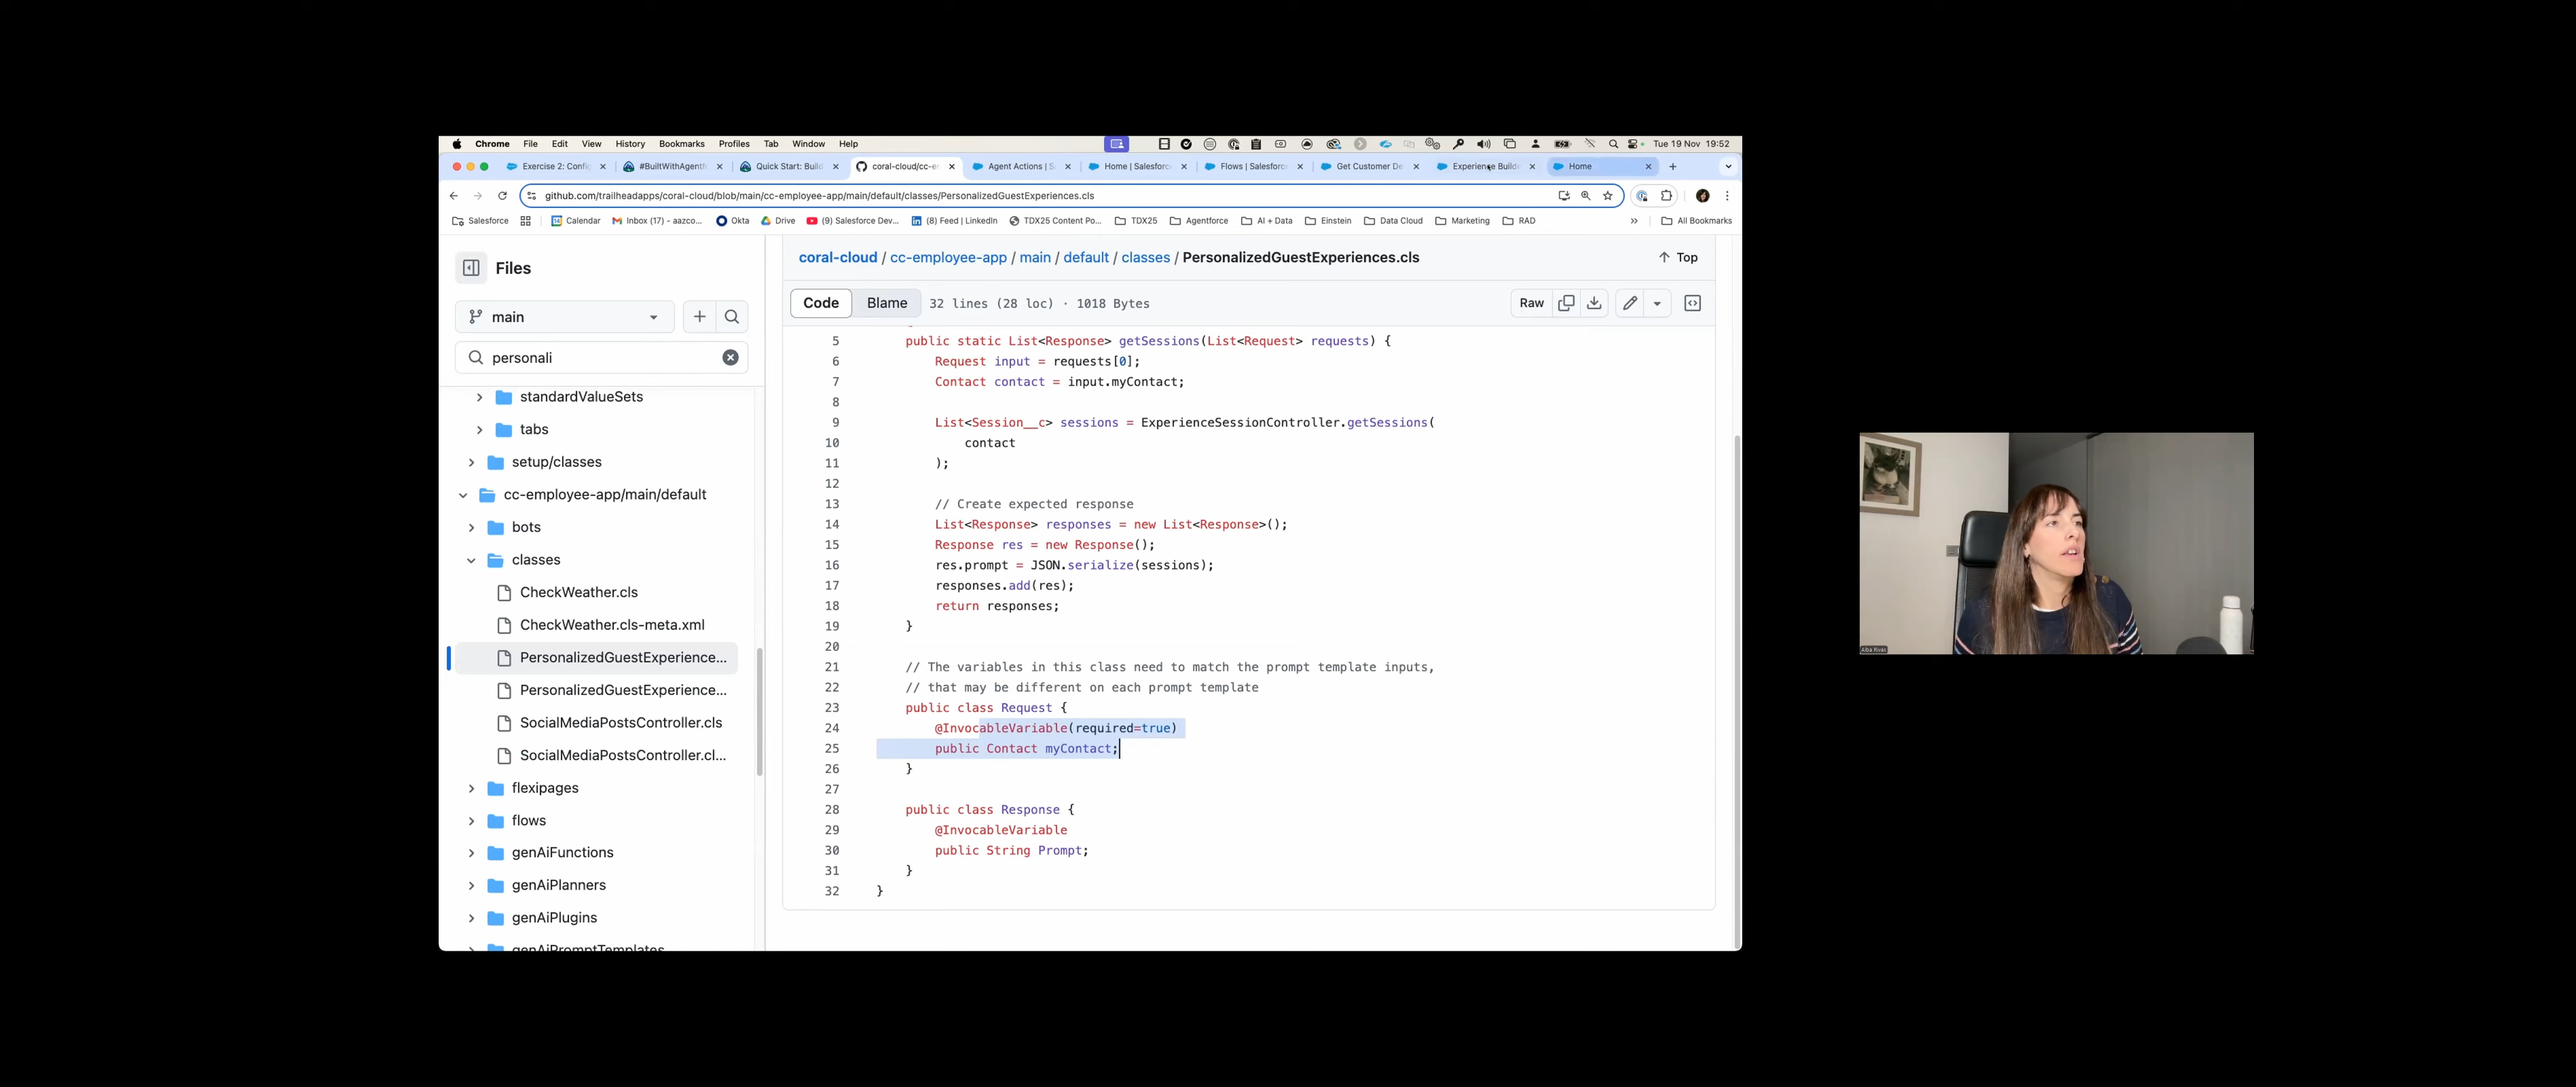 Chrome File Edit View History Bookmarks Profiles Tab Window Help Tue 19 Nov 19:52
Exercise 2: Config #BuiltWithAgentf Quick Start: Build coral-cloud/cc-e Agent Actions | S Home | Salesforc Flows | Salesforc Get Customer De Experience Build Home
github.com/trailheadapps/coral-cloud/blob/main/cc-employee-app/main/default/classes/PersonalizedGuestExperiences.cls
Salesforce Calendar Inbox (17) - aazco... Okta Drive (9) Salesforce Dev... (8) Feed | LinkedIn TDX25 Content Po... TDX25 Agentforce AI + Data Einstein Data Cloud Marketing RAD All Bookmarks
Files
main
personali
standardValueSets
tabs
setup/classes
cc-employee-app/main/default
bots
classes
CheckWeather.cls
CheckWeather.cls-meta.xml
PersonalizedGuestExperience...
PersonalizedGuestExperience...
SocialMediaPostsController.cls
SocialMediaPostsController.cl...
flexipages
flows
genAiFunctions
genAiPlanners
genAiPlugins
genAiPromptTemplates
coral-cloud / cc-employee-app / main / default / classes / PersonalizedGuestExperiences.cls Top
Code Blame 32 lines (28 loc) · 1018 Bytes Raw
5 public static List<Response> getSessions(List<Request> requests) {
6 Request input = requests[0];
7 Contact contact = input.myContact;
8
9 List<Session__c> sessions = ExperienceSessionController.getSessions(
10 contact
11 );
12
13 // Create expected response
14 List<Response> responses = new List<Response>();
15 Response res = new Response();
16 res.prompt = JSON.serialize(sessions);
17 responses.add(res);
18 return responses;
19 }
20
21 // The variables in this class need to match the prompt template inputs,
22 // that may be different on each prompt template
23 public class Request {
24 @InvocableVariable(required=true)
25 public Contact myContact;
26 }
27
28 public class Response {
29 @InvocableVariable
30 public String Prompt;
31 }
32 }
Alba Rivas